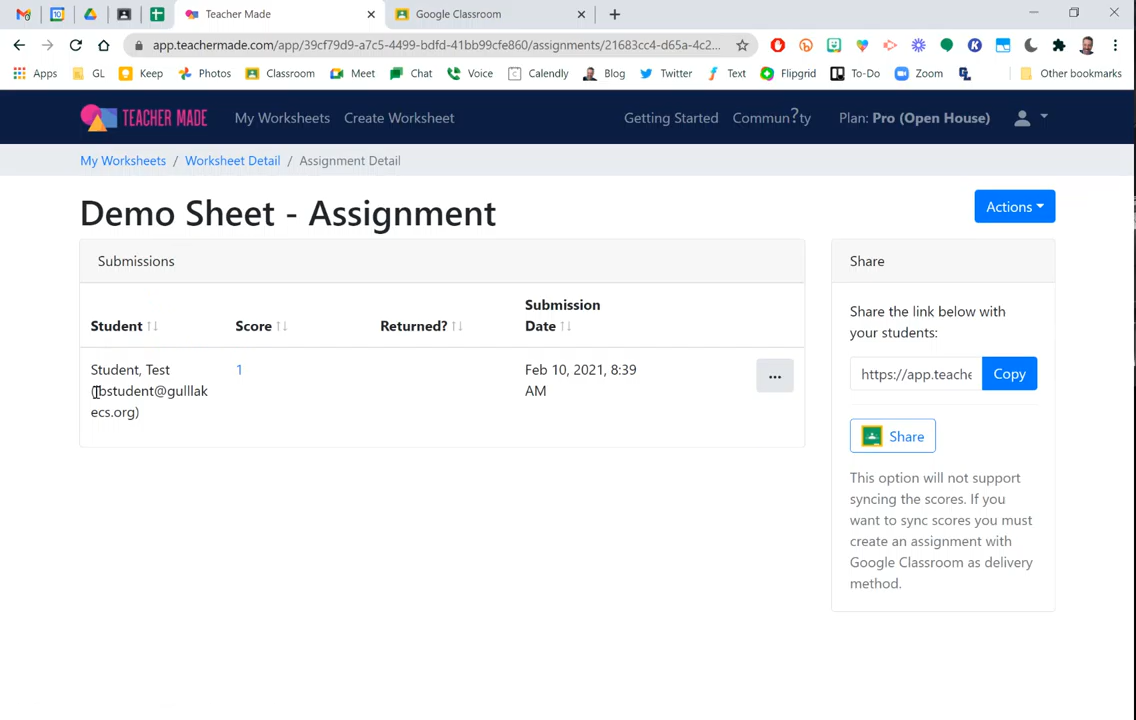 Teacher Made
Google Classroom
app.teachermade.com/app/39cf79d9-a7c5-4499-bdfd-41bb99cfe860/assignments/21683cc4-d65a-4c2...
Apps GL Keep Photos Classroom Meet Chat Voice Calendly Blog Twitter Text Flipgrid To-Do Zoom Other bookmarks
TEACHER MADE My Worksheets Create Worksheet Getting Started Commun?ty Plan: Pro (Open House)
My Worksheets / Worksheet Detail / Assignment Detail
Demo Sheet - Assignment
Actions
Submissions
Student Score Returned? Submission
Date
Student, Test 1 Feb 10, 2021, 8:39
AM
ecs.org)
...
Share
Share the link below with
your students:
https://app.teache Copy
Share
This option will not support
syncing the scores. If you
want to sync scores you must
create an assignment with
Google Classroom as delivery
method.